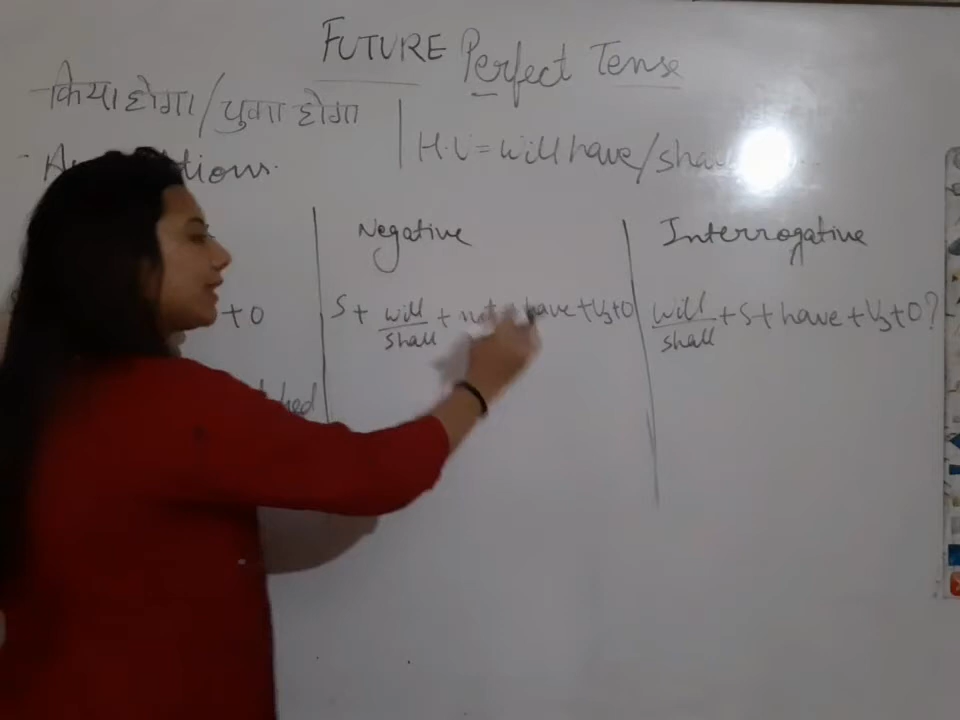 FUTURE Perfect Tense
किया होगा / चुका होगा
H.V = will have/
Negative
Interrogative
+ O
S + will/shall + not + have + V3 + O
will/shall + S + have + V3 + O?